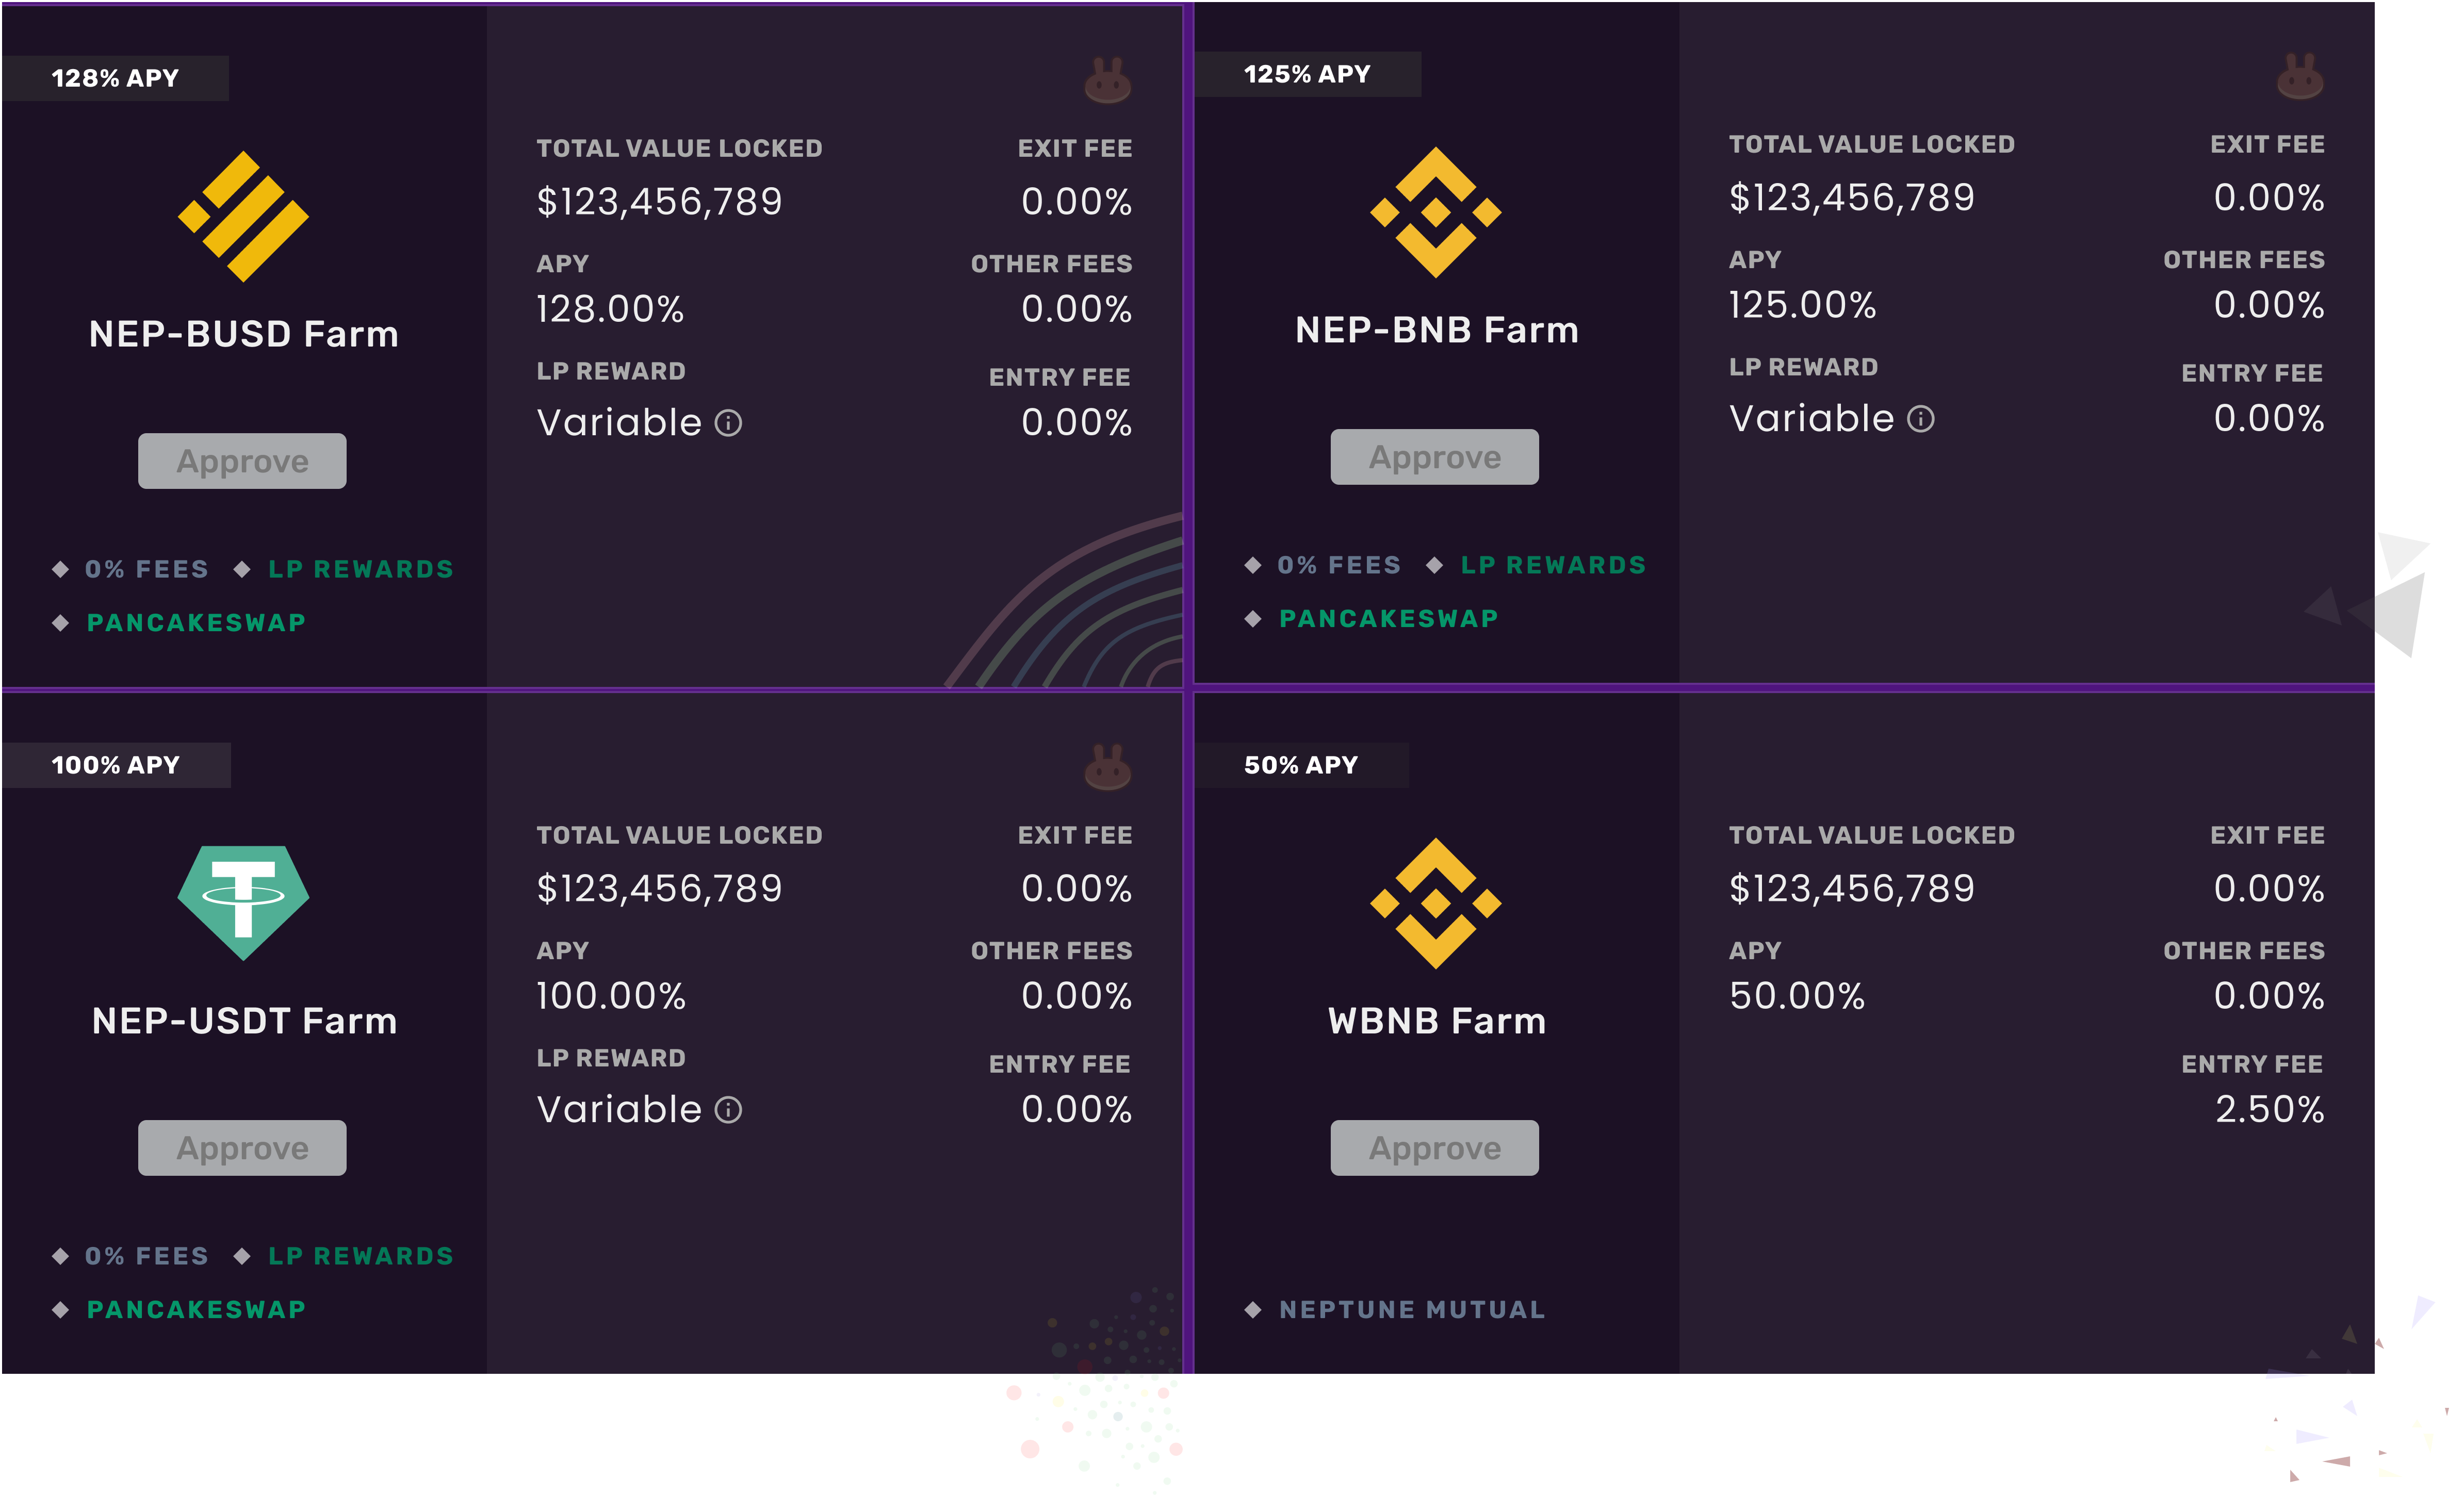 128% APY
NEP-BUSD Farm
Approve
0% FEES
LP REWARDS
PANCAKESWAP
TOTAL VALUE LOCKED
$123,456,789
APY
128.00%
LP REWARD
Variable
EXIT FEE
0.00%
OTHER FEES
0.00%
ENTRY FEE
0.00%
125% APY
NEP-BNB Farm
Approve
0% FEES
LP REWARDS
PANCAKESWAP
TOTAL VALUE LOCKED
$123,456,789
APY
125.00%
LP REWARD
Variable
EXIT FEE
0.00%
OTHER FEES
0.00%
ENTRY FEE
0.00%
100% APY
NEP-USDT Farm
Approve
0% FEES
LP REWARDS
PANCAKESWAP
TOTAL VALUE LOCKED
$123,456,789
APY
100.00%
LP REWARD
Variable
EXIT FEE
0.00%
OTHER FEES
0.00%
ENTRY FEE
0.00%
50% APY
WBNB Farm
Approve
NEPTUNE MUTUAL
TOTAL VALUE LOCKED
$123,456,789
APY
50.00%
EXIT FEE
0.00%
OTHER FEES
0.00%
ENTRY FEE
2.50%